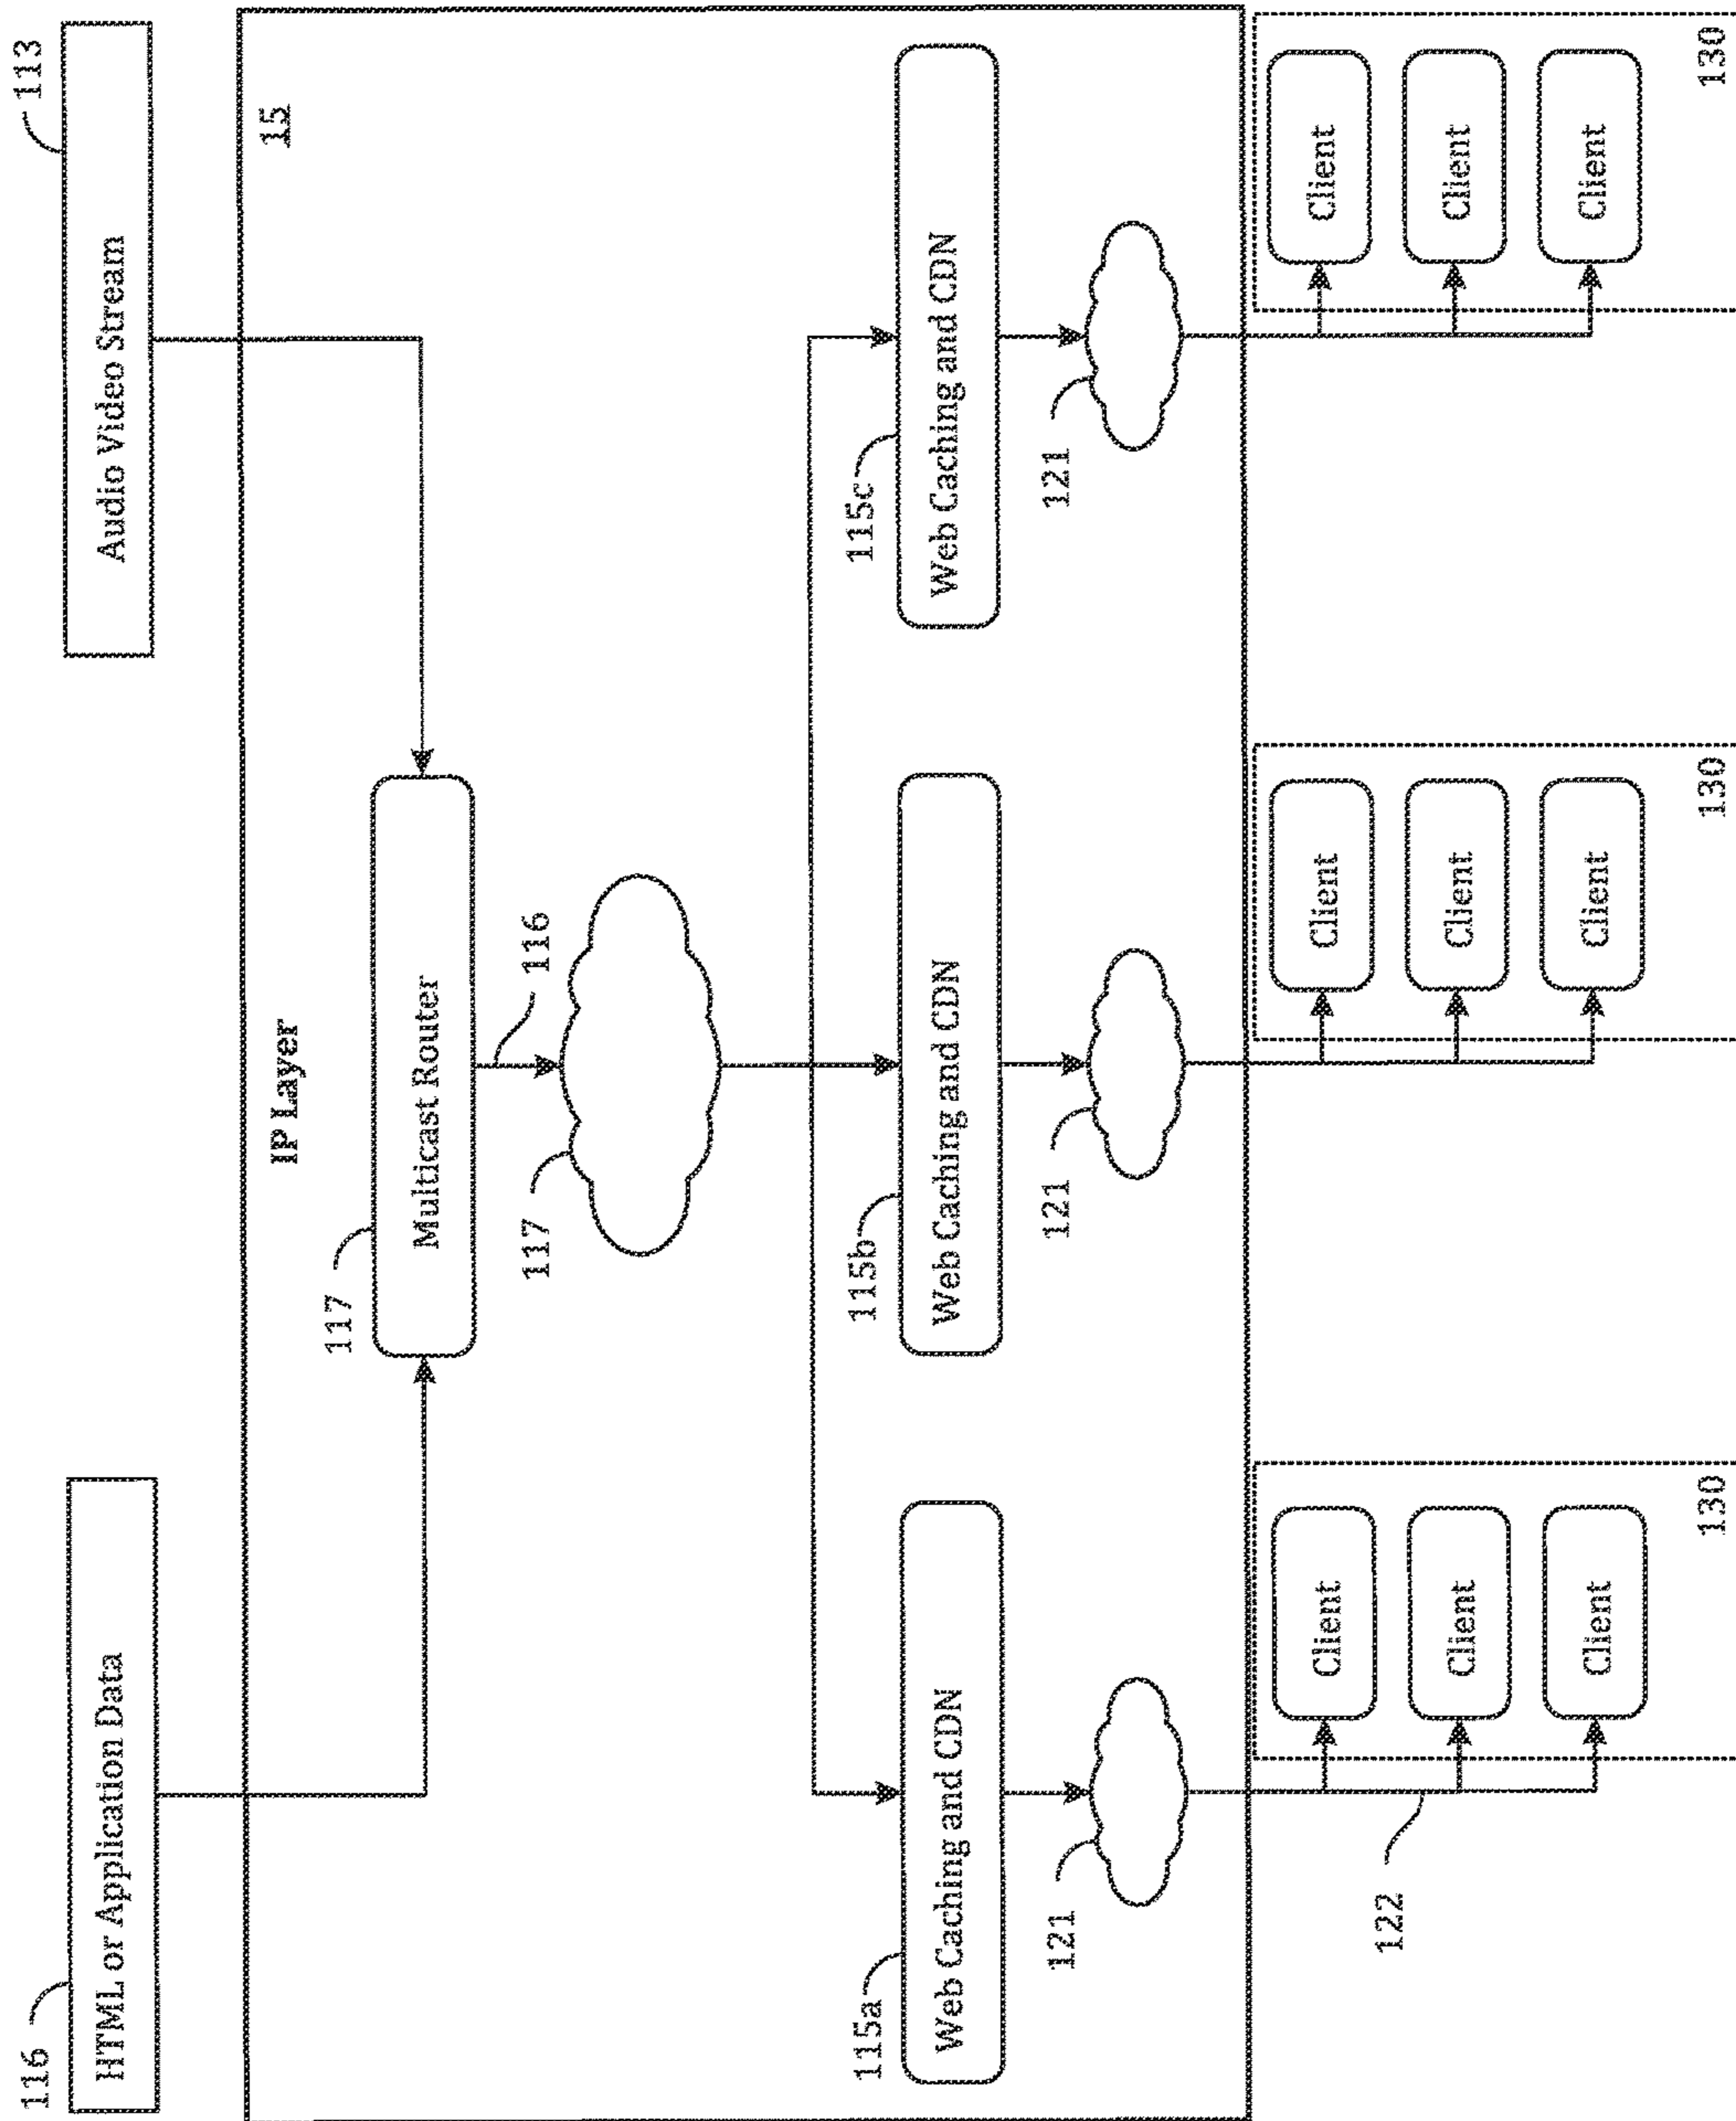 116
HTML or Application Data
113
Audio Video Stream
IP Layer
15
117
Multicast Router
116
117
115a
Web Caching and CDN
115b
Web Caching and CDN
115c
Web Caching and CDN
121
121
121
122
Client
Client
Client
130
Client
Client
Client
130
Client
Client
Client
130